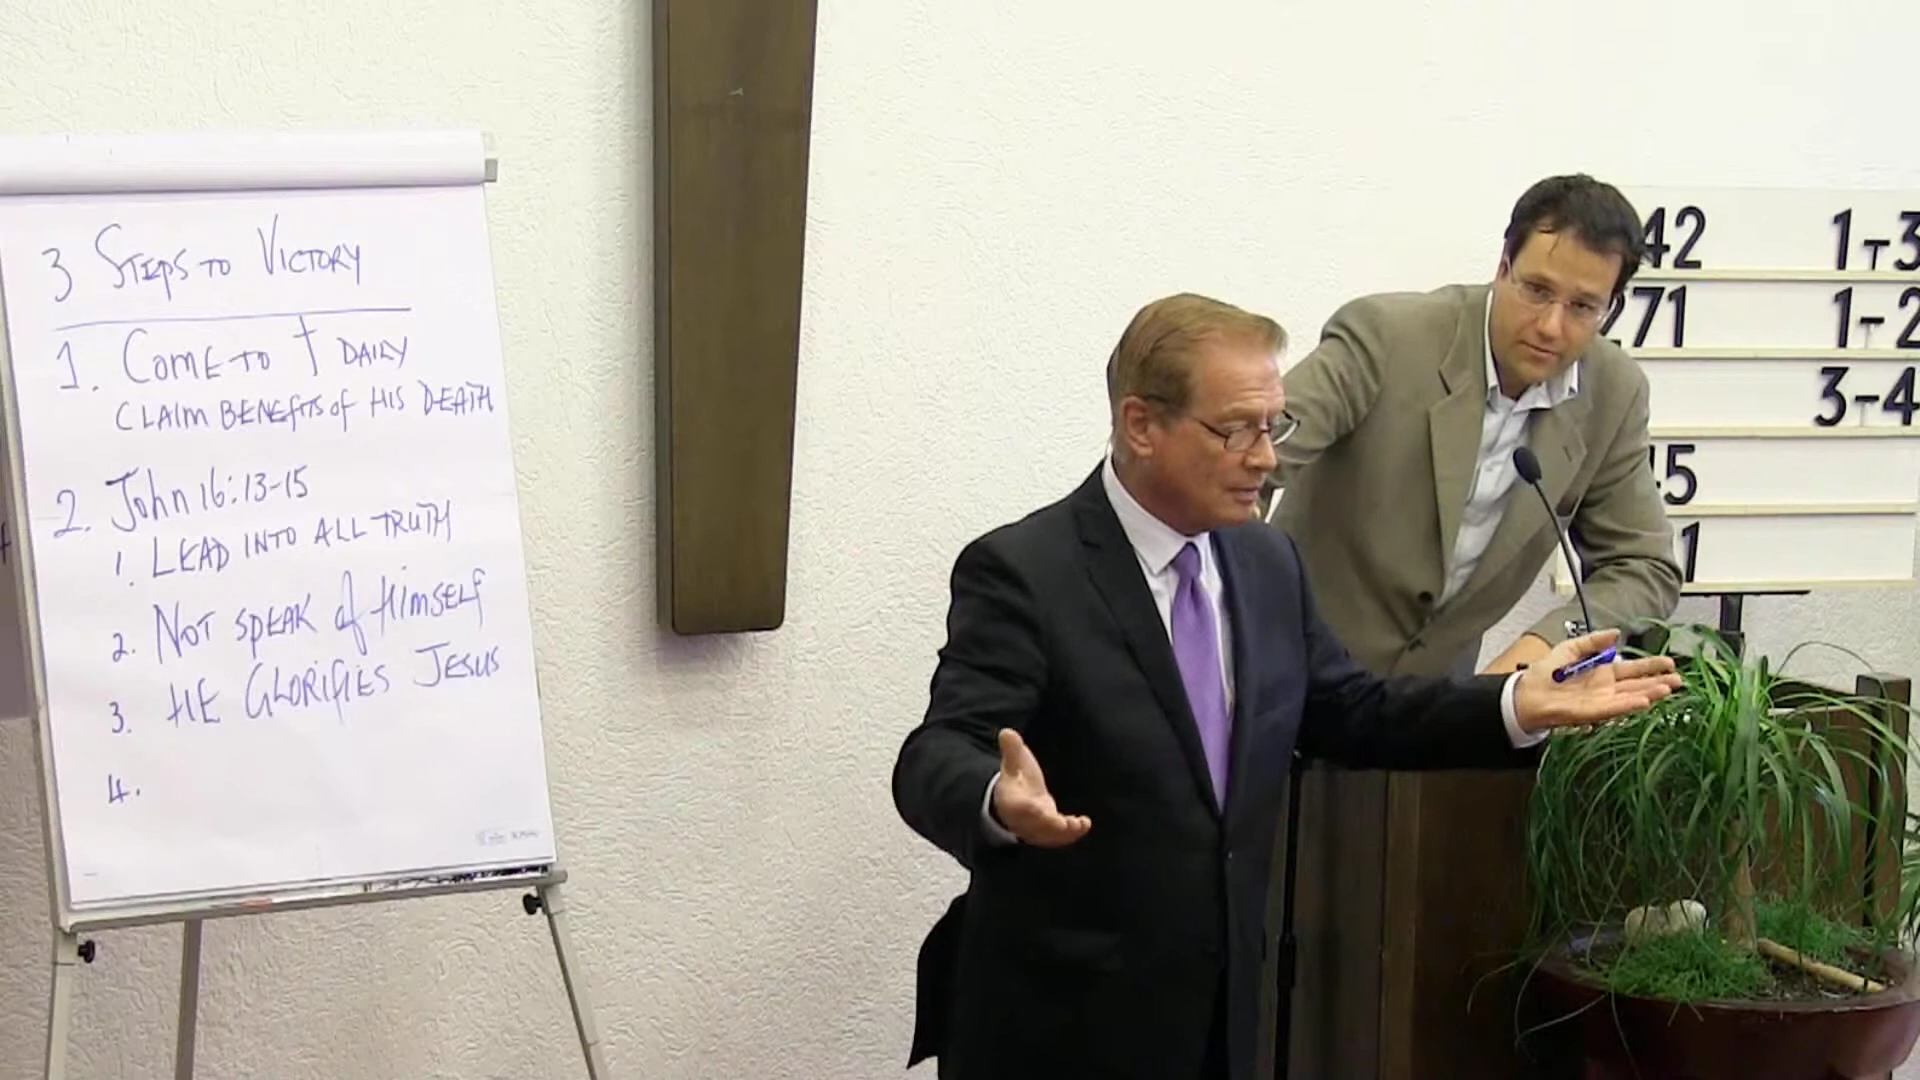 3 STEPS TO VICTORY
1. COME TO † DAILY
CLAIM BENEFITS of HIS DEATH
2. John 16:13-15
1. LEAD INTO ALL TRUTH
2. NOT SPEAK of HIMSELF
3. HE GLORIFIES JESUS
4.
42 1-3
271 1-2
3-4
45
1